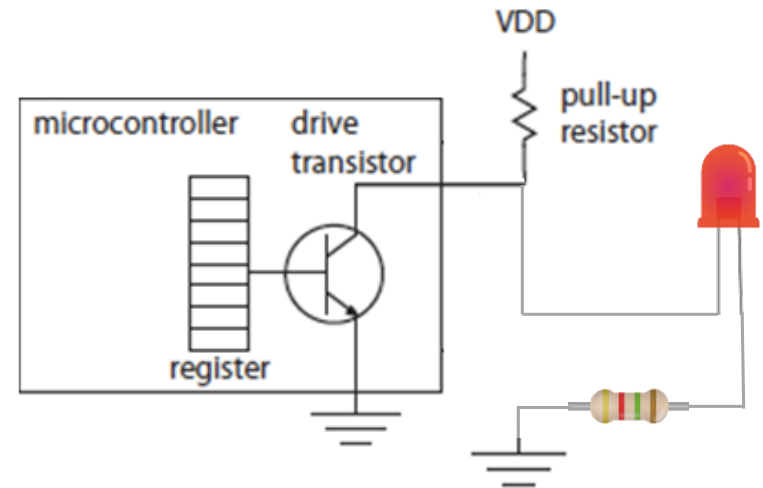 VDD
pull-up
resistor
microcontroller
drive
transistor
register